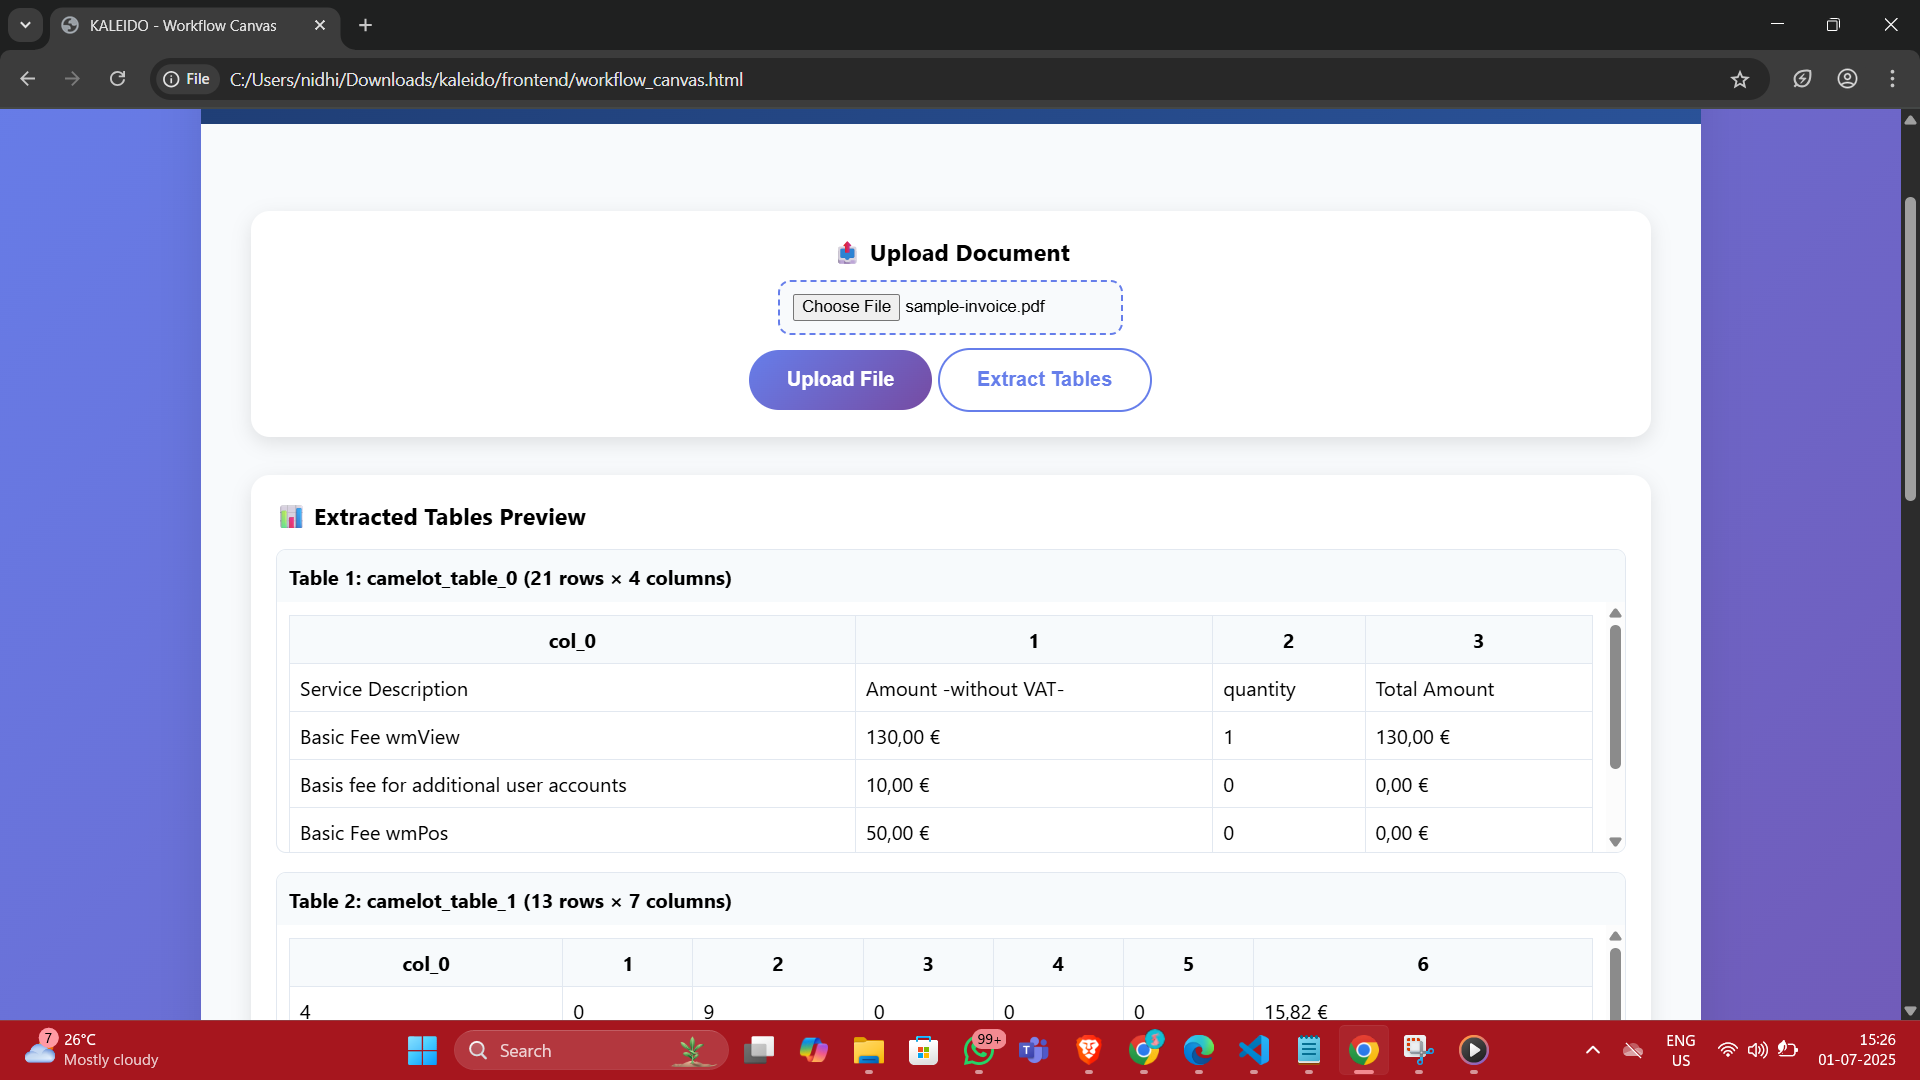 KALEIDO - Workflow Canvas
File C:/Users/nidhi/Downloads/kaleido/frontend/workflow_canvas.html
Upload Document
Choose File sample-invoice.pdf
Upload File Extract Tables
Extracted Tables Preview
Table 1: camelot_table_0 (21 rows × 4 columns)
col_0 1 2 3
Service Description Amount -without VAT- quantity Total Amount
Basic Fee wmView 130,00 € 1 130,00 €
Basis fee for additional user accounts 10,00 € 0 0,00 €
Basic Fee wmPos 50,00 € 0 0,00 €
Table 2: camelot_table_1 (13 rows × 7 columns)
col_0 1 2 3 4 5 6
4 0 9 0 0 0 15,82 €
7 26°C
Mostly cloudy
Search
99+
ENG
US
15:26
01-07-2025